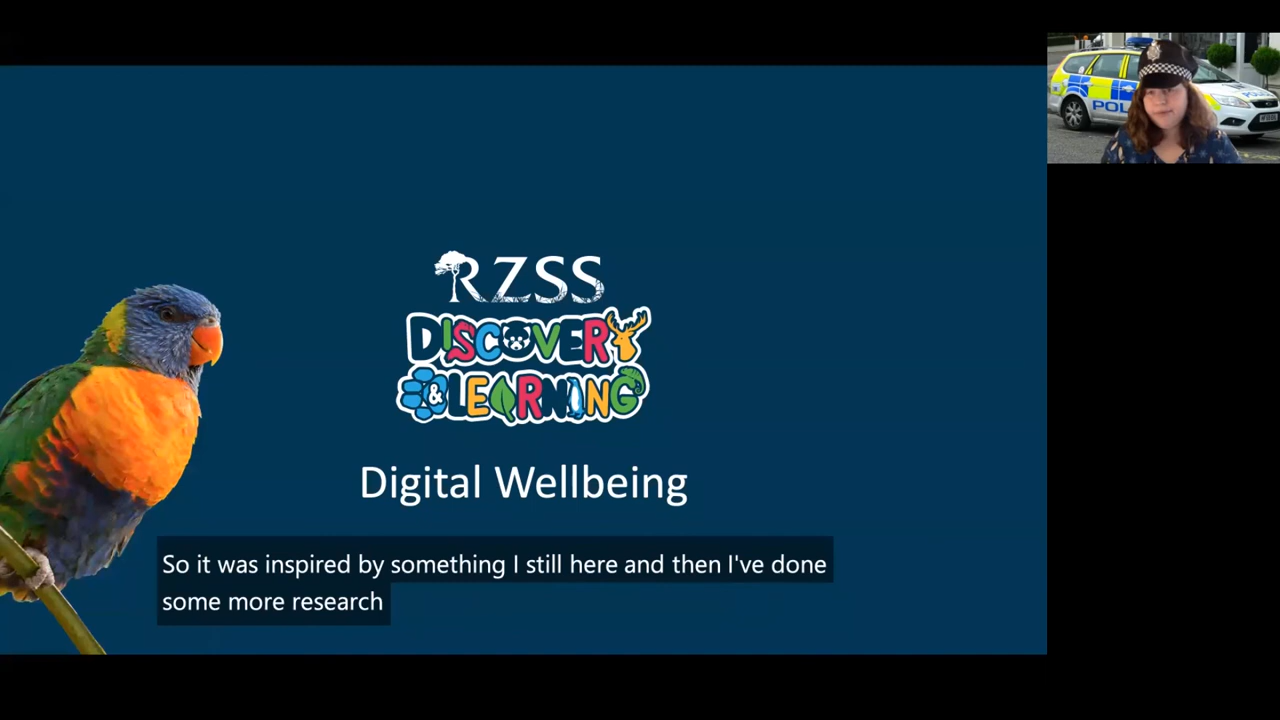 RZSS
DISCOVERY
& LEARNING
Digital Wellbeing
So it was inspired by something I still here and then I've done
some more research